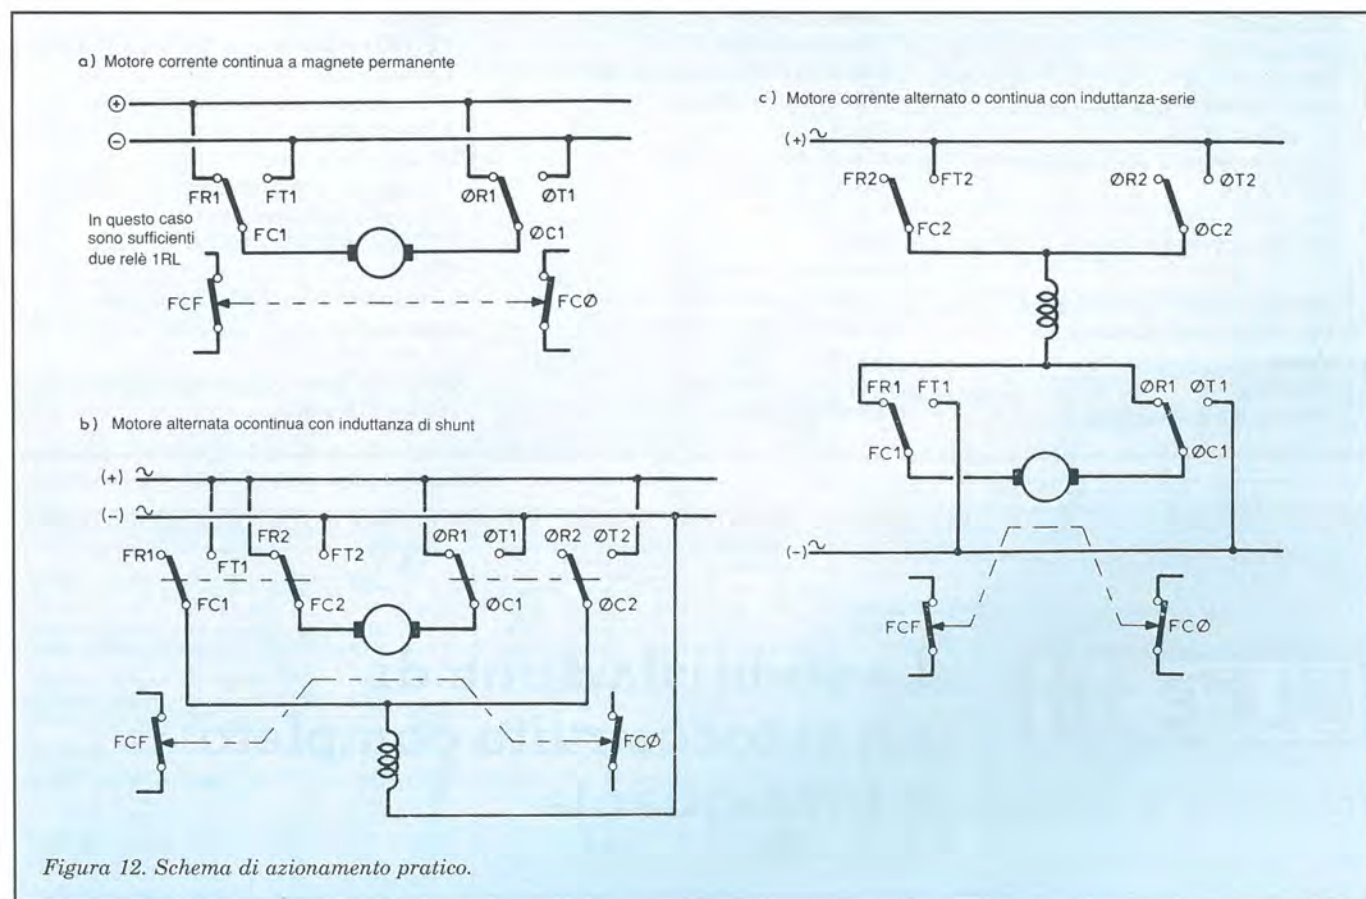 a) Motore corrente continua a magnete permanente
+
−
FR1 FT1 ØR1 ØT1
In questo caso
sono sufficienti
due relè 1RL
FC1 ØC1
FCF FCØ
b) Motore alternata ocontinua con induttanza di shunt
(+) ~
(−) ~
FR1 FT1 FR2 FT2 ØR1 ØT1 ØR2 ØT2
FC1 FC2 ØC1 ØC2
FCF FCØ
c) Motore corrente alternato o continua con induttanza-serie
(+) ~
FR2 FT2 ØR2 ØT2
FC2 ØC2
FR1 FT1 ØR1 ØT1
FC1 ØC1
(−) ~
FCF FCØ
Figura 12. Schema di azionamento pratico.